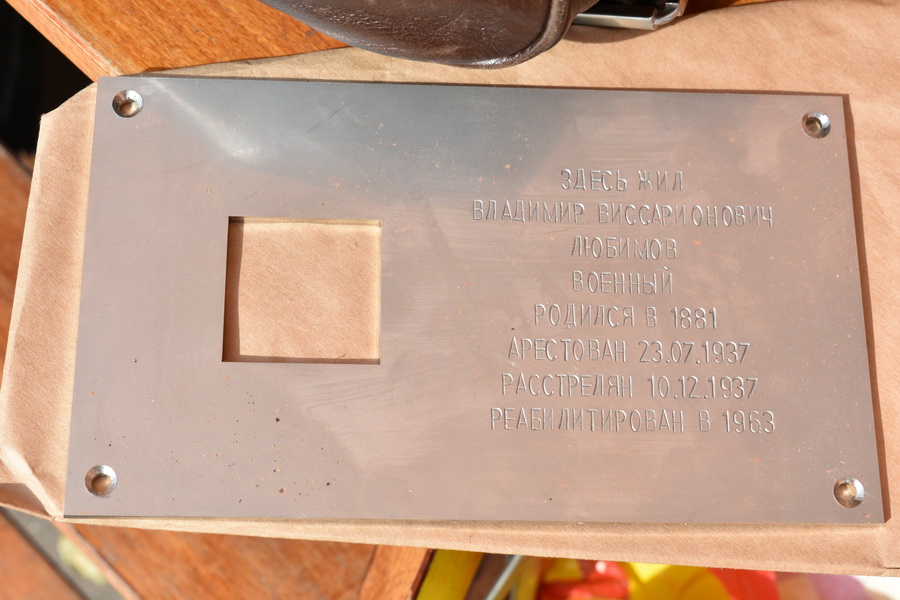 ЗДЕСЬ ЖИЛ
ВЛАДИМИР ВИССАРИОНОВИЧ
ЛЮБИМОВ
ВОЕННЫЙ
РОДИЛСЯ В 1881
АРЕСТОВАН 23.07.1937
РАССТРЕЛЯН 10.12.1937
РЕАБИЛИТИРОВАН В 1963